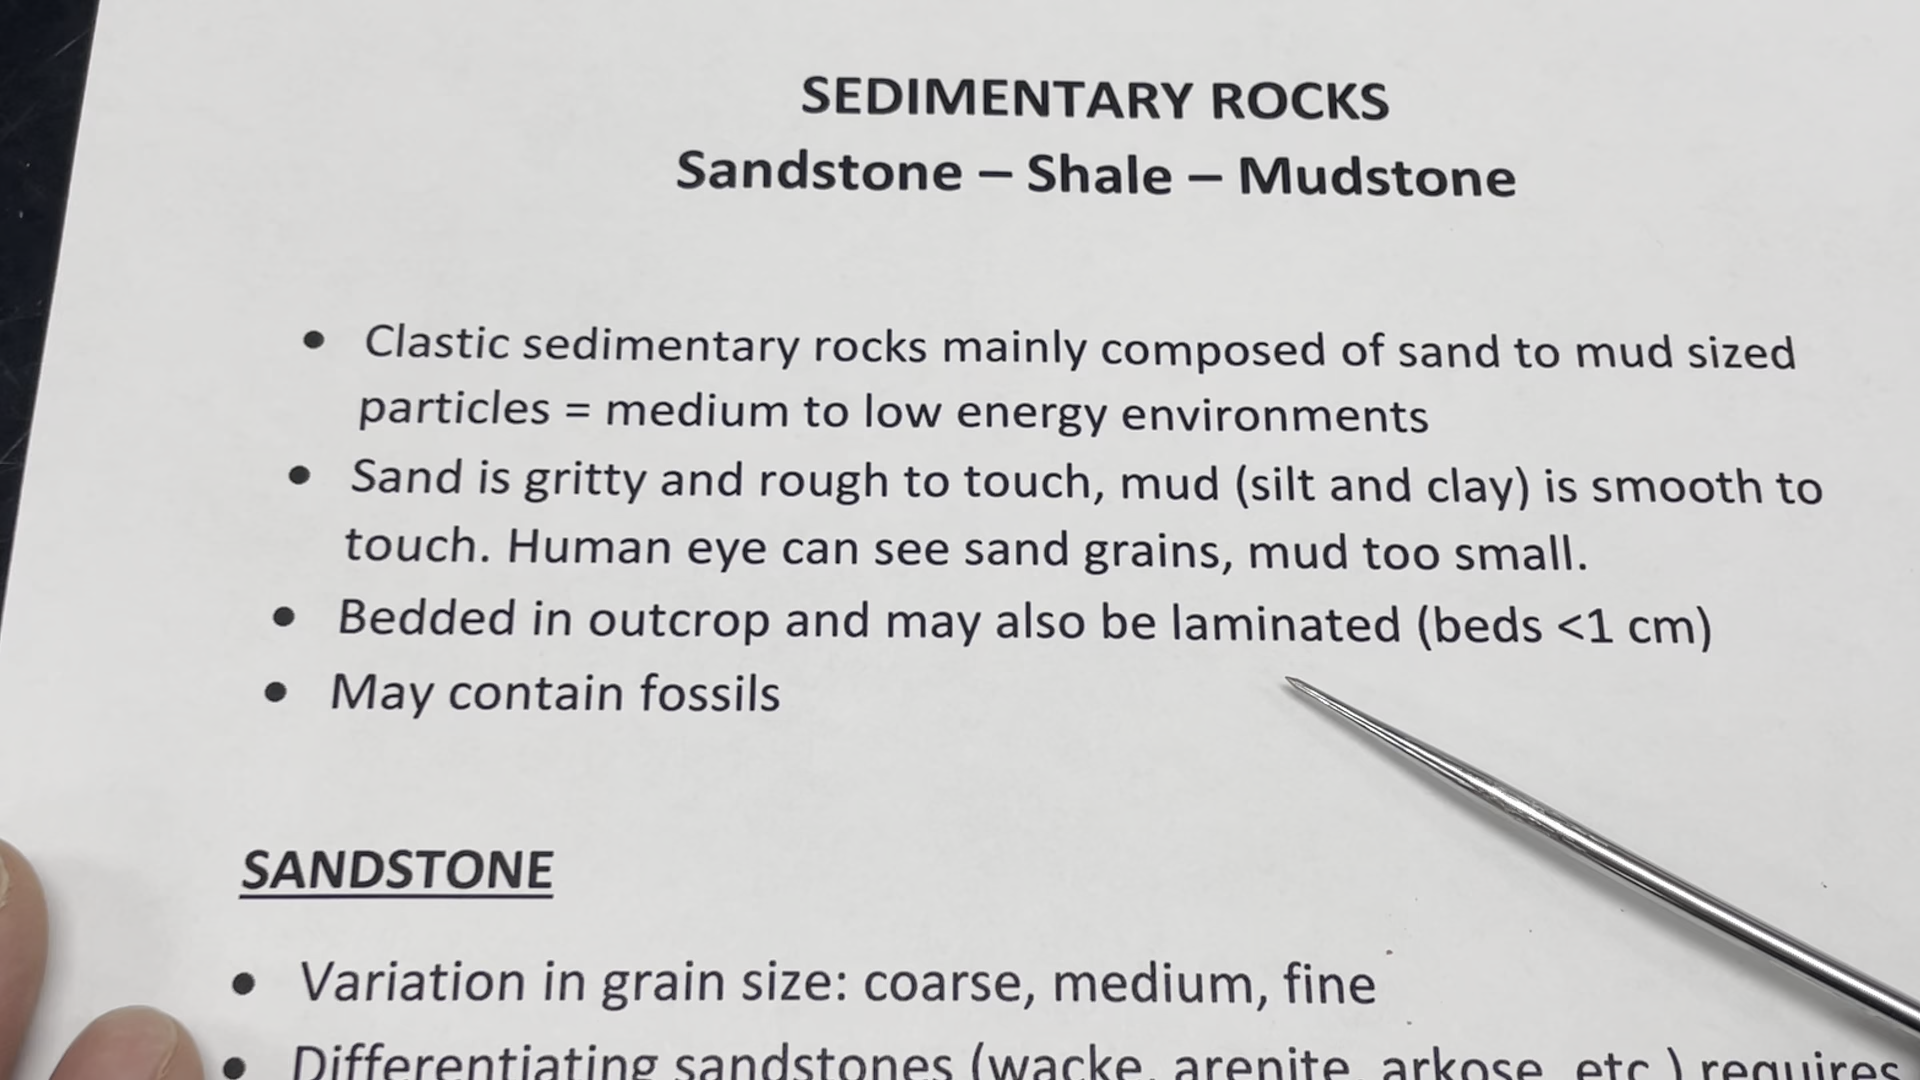 SEDIMENTARY ROCKS
Sandstone – Shale – Mudstone
• Clastic sedimentary rocks mainly composed of sand to mud sized
particles = medium to low energy environments
• Sand is gritty and rough to touch, mud (silt and clay) is smooth to
touch. Human eye can see sand grains, mud too small.
• Bedded in outcrop and may also be laminated (beds <1 cm)
• May contain fossils
SANDSTONE
• Variation in grain size: coarse, medium, fine
• Differentiating sandstones (wacke, arenite, arkose, etc.) requires